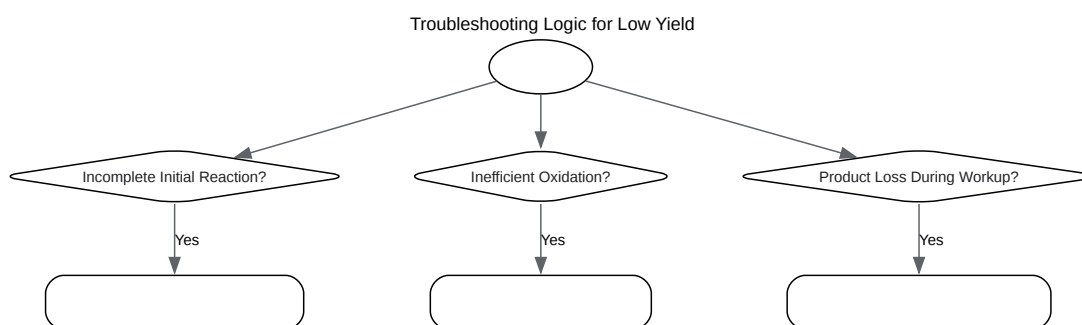 Troubleshooting Logic for Low Yield
Incomplete Initial Reaction?
Inefficient Oxidation?
Product Loss During Workup?
Yes
Yes
Yes